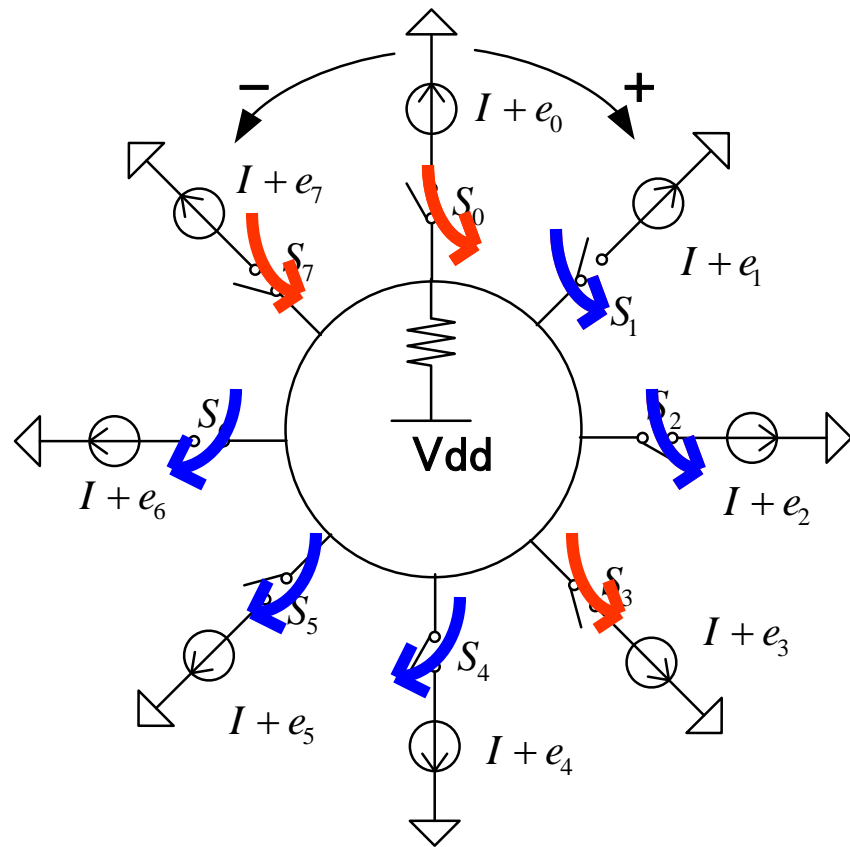 − +
I + e₀
I + e₇
S₀
S₇
I + e₁
S₁
S₂
S
Vdd
I + e₆
I + e₂
S₃
S₅
S₄
I + e₃
I + e₅
I + e₄